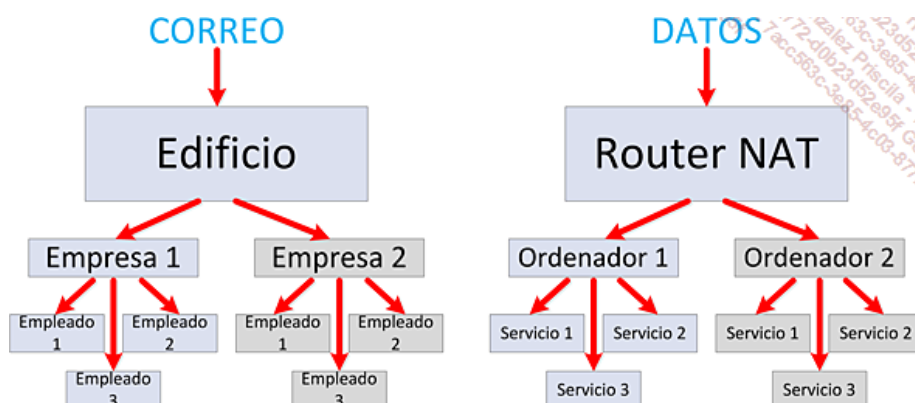 CORREO
Edificio
Empresa 1
Empresa 2
Empleado
1
Empleado
2
Empleado
1
Empleado
2
Empleado
3
Empleado
3
DATOS
Router NAT
Ordenador 1
Ordenador 2
Servicio 1
Servicio 2
Servicio 1
Servicio 2
Servicio 3
Servicio 3